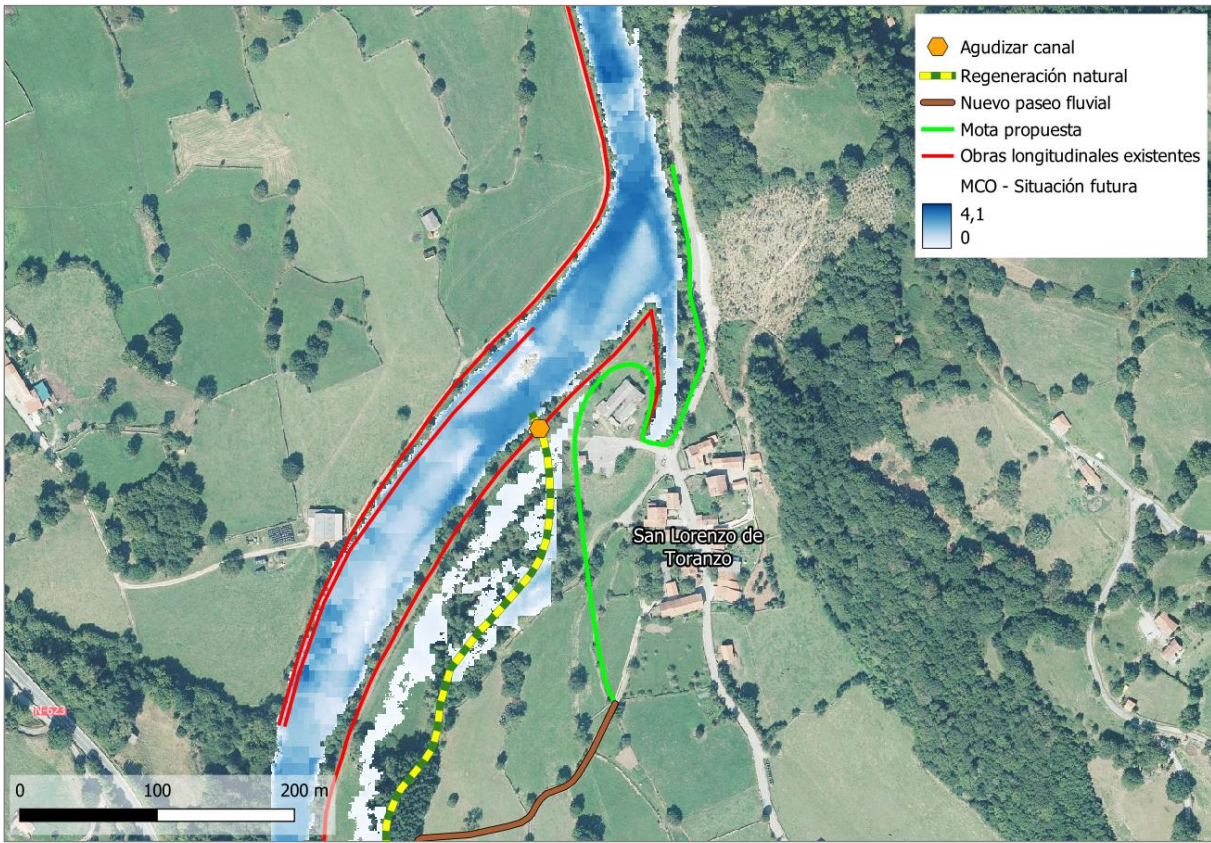 Agudizar canal
Regeneración natural
Nuevo paseo fluvial
Mota propuesta
Obras longitudinales existentes
MCO - Situación futura
4,1
0
San Lorenzo de
Toranzo
N-623
0 100 200 m